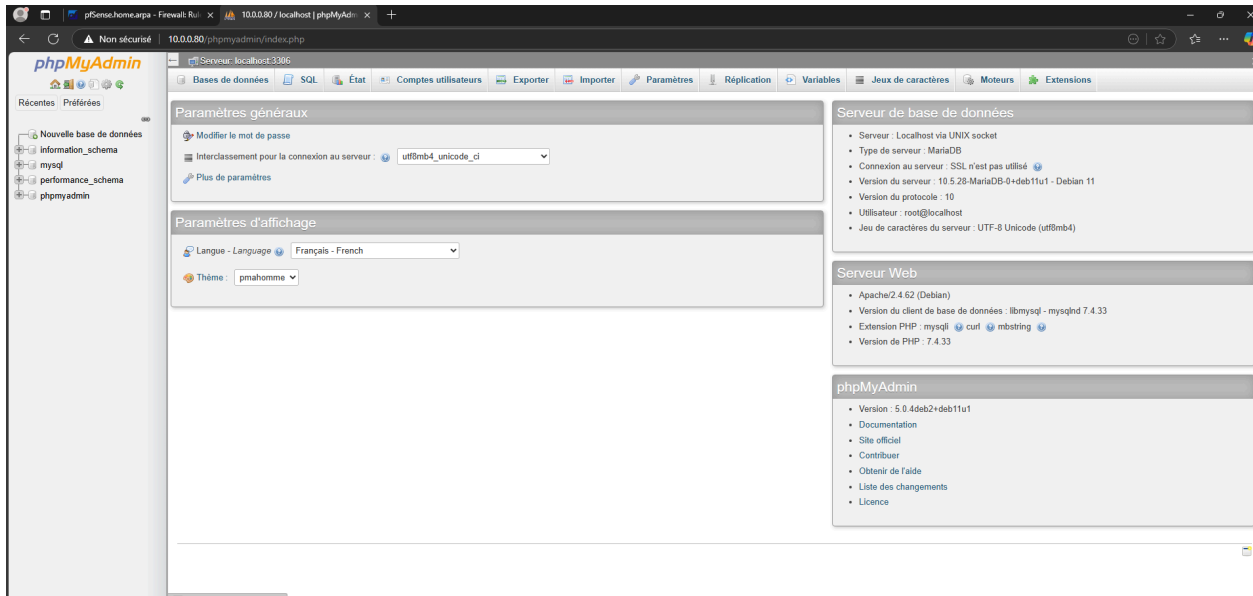 pfSense.home.arpa - Firewall: Rul
10.0.0.80 / localhost | phpMyAdm
Non sécurisé
10.0.0.80/phpmyadmin/index.php
phpMyAdmin
Récentes Préférées
Nouvelle base de données
information_schema
mysql
performance_schema
phpmyadmin
Serveur: localhost:3306
Bases de données SQL État Comptes utilisateurs Exporter Importer Paramètres Réplication Variables Jeux de caractères Moteurs Extensions
Paramètres généraux
Modifier le mot de passe
Interclassement pour la connexion au serveur : utf8mb4_unicode_ci
Plus de paramètres
Paramètres d'affichage
Langue - Language Français - French
Thème : pmahomme
Serveur de base de données
• Serveur : Localhost via UNIX socket
• Type de serveur : MariaDB
• Connexion au serveur : SSL n'est pas utilisé
• Version du serveur : 10.5.28-MariaDB-0+deb11u1 - Debian 11
• Version du protocole : 10
• Utilisateur : root@localhost
• Jeu de caractères du serveur : UTF-8 Unicode (utf8mb4)
Serveur Web
• Apache/2.4.62 (Debian)
• Version du client de base de données : libmysql - mysqlnd 7.4.33
• Extension PHP : mysqli curl mbstring
• Version de PHP : 7.4.33
phpMyAdmin
• Version : 5.0.4deb2+deb11u1
• Documentation
• Site officiel
• Contribuer
• Obtenir de l'aide
• Liste des changements
• Licence